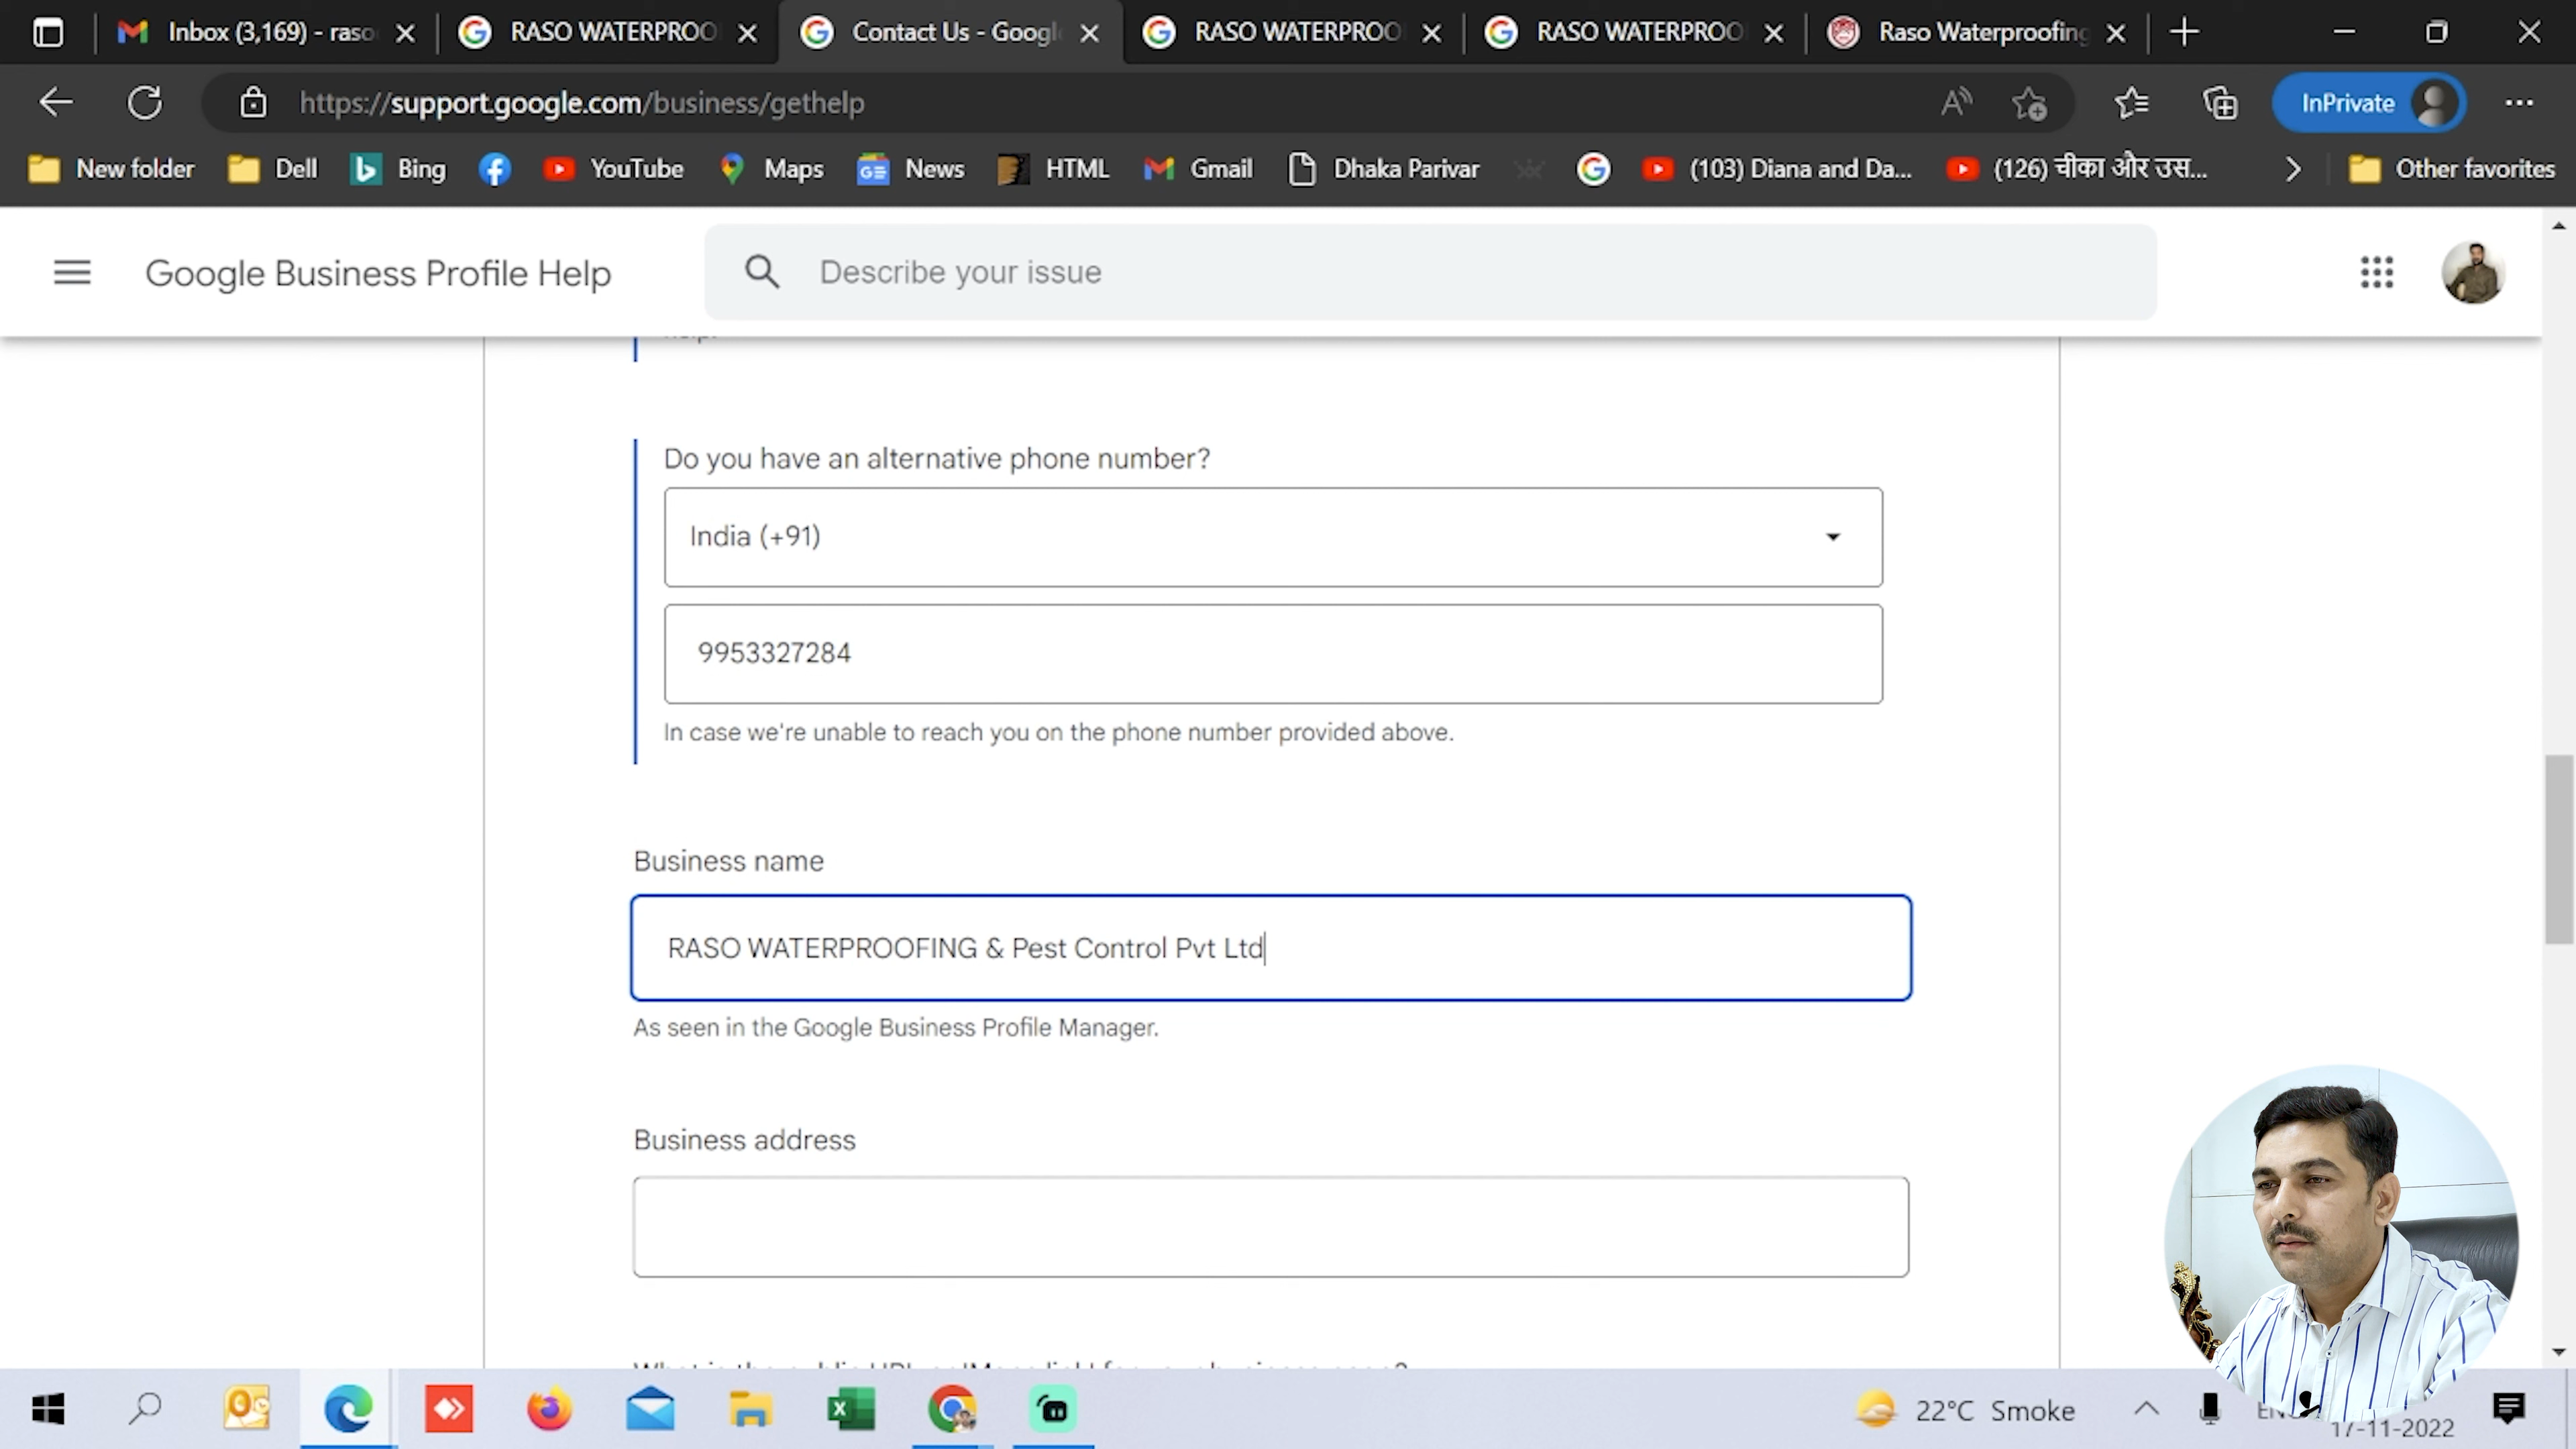 Inbox (3,169) - raso
RASO WATERPROO
Contact Us - Googl
RASO WATERPROO
RASO WATERPROO
Raso Waterproofing
https://support.google.com/business/gethelp
InPrivate
New folder
Dell
Bing
YouTube
Maps
News
HTML
Gmail
Dhaka Parivar
(103) Diana and Da...
(126) चीका और उस...
Other favorites
Google Business Profile Help
Describe your issue
Do you have an alternative phone number?
India (+91)
9953327284
In case we're unable to reach you on the phone number provided above.
Business name
RASO WATERPROOFING & Pest Control Pvt Ltd
As seen in the Google Business Profile Manager.
Business address
22°C Smoke
17-11-2022